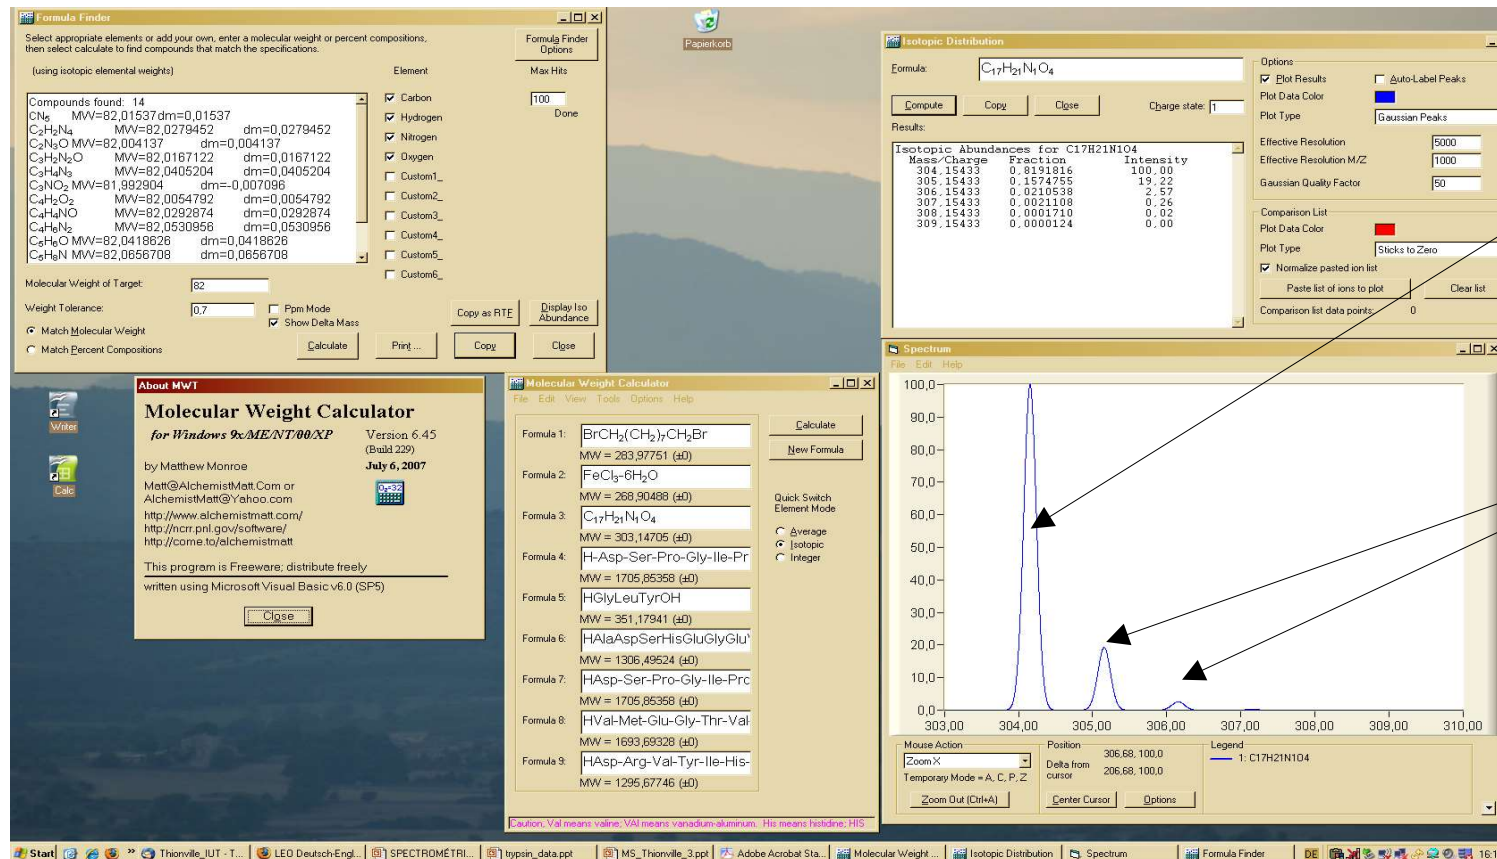 Formula Finder
Select appropriate elements or add your own, enter a molecular weight or percent compositions,
then select calculate to find compounds that match the specifications.
Formula Finder
Options
(using isotopic elemental weights)
Element
Max Hits
Compounds found: 14
CN₅ MW=82,01537 dm=0,01537
C₂H₂N₄ MW=82,0279452 dm=0,0279452
C₂N₃O MW=82,004137 dm=0,004137
C₃H₂N₂O MW=82,0167122 dm=0,0167122
C₃H₄N₃ MW=82,0405204 dm=0,0405204
C₃NO₂ MW=81,992904 dm=-0,007096
C₄H₂O₂ MW=82,0054792 dm=0,0054792
C₄H₄NO MW=82,0292874 dm=0,0292874
C₄H₆N₂ MW=82,0530956 dm=0,0530956
C₅H₆O MW=82,0418626 dm=0,0418626
C₅H₈N MW=82,0656708 dm=0,0656708
Carbon
Hydrogen
Nitrogen
Oxygen
Custom1_
Custom2_
Custom3_
Custom4_
Custom5_
Custom6_
100
Done
Molecular Weight of Target: 82
Weight Tolerance: 0,7
Ppm Mode
Show Delta Mass
Match Molecular Weight
Match Percent Compositions
Copy as RTF
Display Iso
Abundance
Calculate
Print ...
Copy
Close
Papierkorb
Writer
Calc
About MWT
Molecular Weight Calculator
for Windows 9x/ME/NT/00/XP
Version 6.45
(Build 229)
by Matthew Monroe
July 6, 2007
Matt@AlchemistMatt.Com or
AlchemistMatt@Yahoo.com
O₂=32
http://www.alchemistmatt.com/
http://ncrr.pnl.gov/software/
http://come.to/alchemistmatt
This program is Freeware; distribute freely
written using Microsoft Visual Basic v6.0 (SP5)
Close
Molecular Weight Calculator
File Edit View Tools Options Help
Formula 1: BrCH₂(CH₂)₇CH₂Br
MW = 283,97751 (±0)
Formula 2: FeCl₃-6H₂O
MW = 268,90488 (±0)
Formula 3: C₁₇H₂₁N₁O₄
MW = 303,14705 (±0)
Formula 4: H-Asp-Ser-Pro-Gly-Ile-Pr
MW = 1705,85358 (±0)
Formula 5: HGlyLeuTyrOH
MW = 351,17941 (±0)
Formula 6: HAlaAspSerHisGluGlyGlu
MW = 1306,49524 (±0)
Formula 7: HAsp-Ser-Pro-Gly-Ile-Prc
MW = 1705,85358 (±0)
Formula 8: HVal-Met-Glu-Gly-Thr-Val
MW = 1693,69328 (±0)
Formula 9: HAsp-Arg-Val-Tyr-Ile-His-
MW = 1295,67746 (±0)
Calculate
New Formula
Quick Switch
Element Mode
Average
Isotopic
Integer
Caution; Val means valine; VAl means vanadium-aluminum. His means histidine; HIS
Isotopic Distribution
Formula: C₁₇H₂₁N₁O₄
Compute
Copy
Close
Charge state: 1
Results:
Isotopic Abundances for C17H21N1O4
Mass/Charge Fraction Intensity
304,15433 0,8191816 100,00
305,15433 0,1574755 19,22
306,15433 0,0210538 2,57
307,15433 0,0021108 0,26
308,15433 0,0001710 0,02
309,15433 0,0000124 0,00
Options
Plot Results
Auto-Label Peaks
Plot Data Color
Plot Type Gaussian Peaks
Effective Resolution 5000
Effective Resolution M/Z 1000
Gaussian Quality Factor 50
Comparison List
Plot Data Color
Plot Type Sticks to Zero
Normalize pasted ion list
Paste list of ions to plot
Clear list
Comparison list data points: 0
Spectrum
File Edit Help
100,0
90,0
80,0
70,0
60,0
50,0
40,0
30,0
20,0
10,0
0,0
303,00 304,00 305,00 306,00 307,00 308,00 309,00 310,00
Mouse Action
Zoom X
Temporary Mode = A, C, P, Z
Zoom Out (Ctrl+A)
Position 306,68, 100,0
Delta from
cursor 206,68, 100,0
Center Cursor
Options
Legend
1: C17H21N1O4
Start
Thionville_IUT - T...
LEO Deutsch-Engl...
SPECTROMÉTRI...
trypsin_data.ppt
MS_Thionville_3.ppt
Adobe Acrobat Sta...
Molecular Weight ...
Isotopic Distribution
Spectrum
Formula Finder
DE
16:1